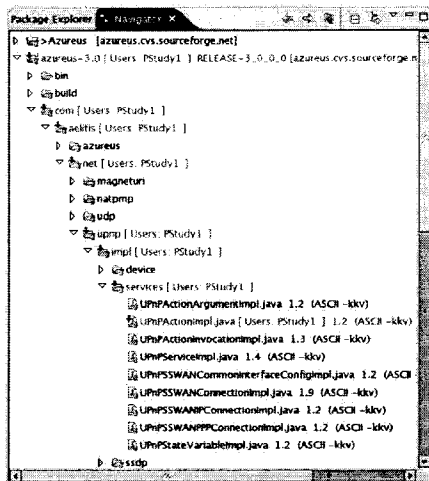 Package Explorer Navigator
> Azureus [azureus.cvs.sourceforge.net]
azureus-3.0 [ Users: PStudy1 ] RELEASE-3_0_0_0 [azureus.cvs.sourceforge.n
bin
build
com [ Users: PStudy1 ]
aelitis [ Users: PStudy1 ]
azureus
net [ Users: PStudy1 ]
magneturi
natpmp
udp
upnp [ Users: PStudy1 ]
impl [ Users: PStudy1 ]
device
services [ Users: PStudy1 ]
UPnPActionArgumentImpl.java 1.2 (ASCII -kkv)
UPnPActionImpl.java [ Users: PStudy1 ] 1.2 (ASCII -kkv)
UPnPActionInvocationImpl.java 1.3 (ASCII -kkv)
UPnPServiceImpl.java 1.4 (ASCII -kkv)
UPnPSSWANCommonInterfaceConfigImpl.java 1.2 (ASCII
UPnPSSWANConnectionImpl.java 1.9 (ASCII -kkv)
UPnPSSWANIPConnectionImpl.java 1.2 (ASCII -kkv)
UPnPSSWANPPPConnectionImpl.java 1.2 (ASCII -kkv)
UPnPStateVariableImpl.java 1.2 (ASCII -kkv)
ssdp